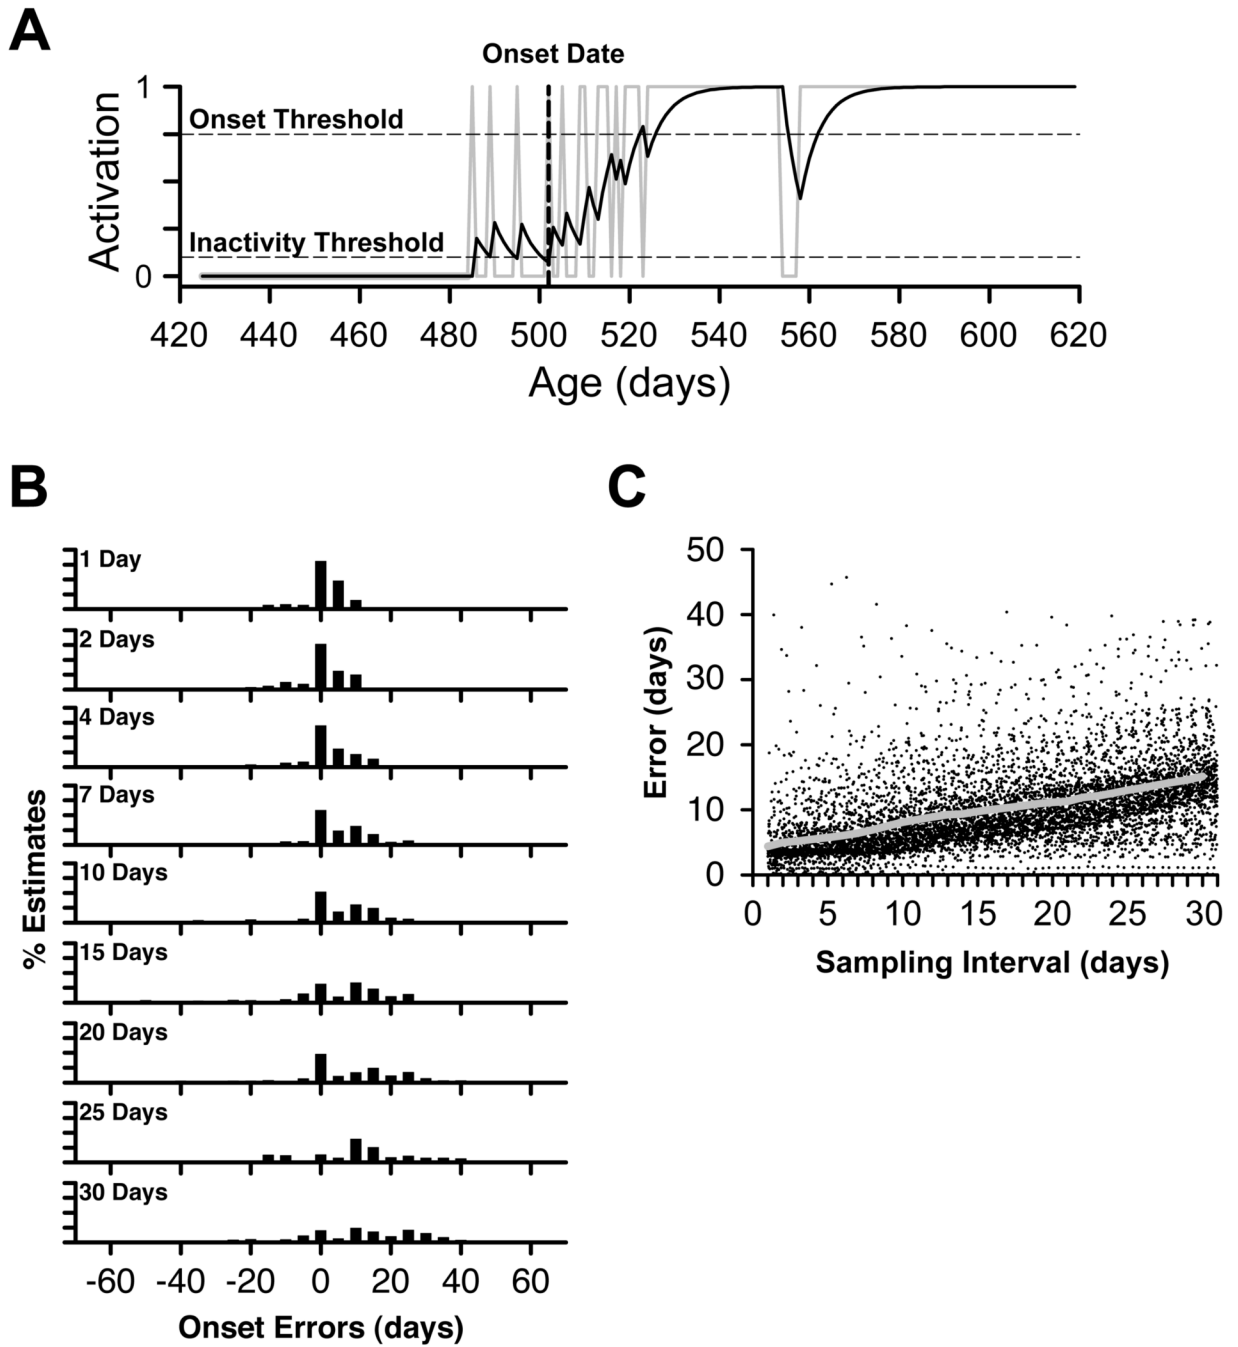 A
Onset Date
1
Onset Threshold
Activation
Inactivity Threshold
0
420 440 460 480 500 520 540 560 580 600 620
Age (days)
B
1 Day
2 Days
4 Days
7 Days
10 Days
15 Days
20 Days
25 Days
30 Days
% Estimates
-60 -40 -20 0 20 40 60
Onset Errors (days)
C
50
40
30
20
10
0
Error (days)
0 5 10 15 20 25 30
Sampling Interval (days)